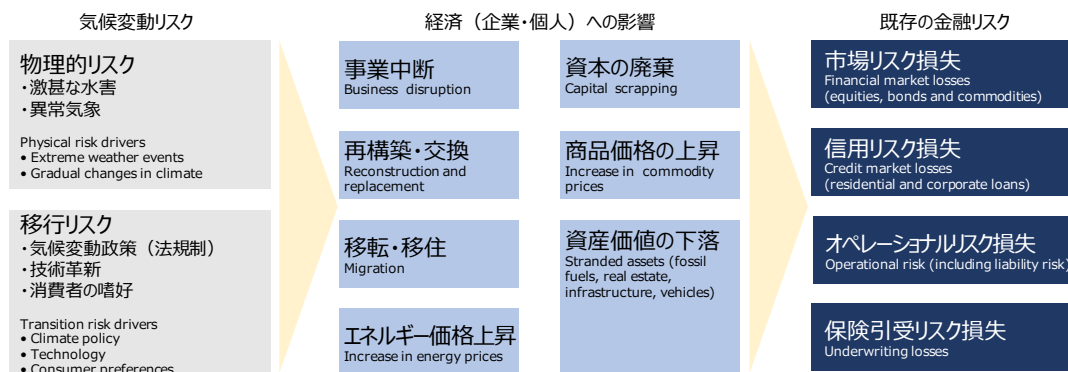 気候変動リスク
経済（企業・個人）への影響
既存の金融リスク
物理的リスク
・激甚な水害
・異常気象
Physical risk drivers
• Extreme weather events
• Gradual changes in climate
移行リスク
・気候変動政策（法規制）
・技術革新
・消費者の嗜好
Transition risk drivers
• Climate policy
• Technology
• Consumer preferences
事業中断
Business disruption
再構築・交換
Reconstruction and
replacement
移転・移住
Migration
エネルギー価格上昇
Increase in energy prices
資本の廃棄
Capital scrapping
商品価格の上昇
Increase in commodity
prices
資産価値の下落
Stranded assets (fossil
fuels, real estate,
infrastructure, vehicles)
市場リスク損失
Financial market losses
(equities, bonds and commodities)
信用リスク損失
Credit market losses
(residential and corporate loans)
オペレーショナルリスク損失
Operational risk (including liability risk)
保険引受リスク損失
Underwriting losses